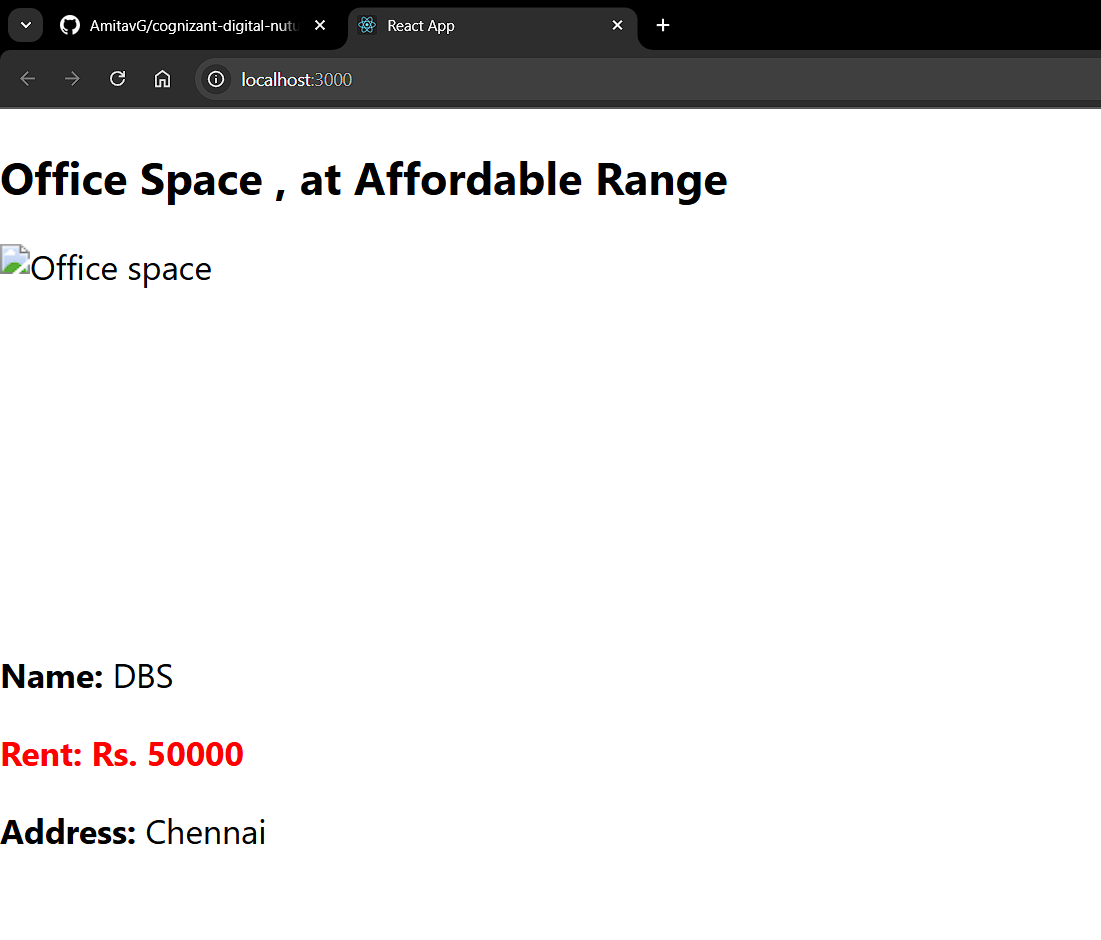 AmitavG/cognizant-digital-nutu
React App
localhost:3000
Office Space , at Affordable Range
Office space
Name: DBS
Rent: Rs. 50000
Address: Chennai